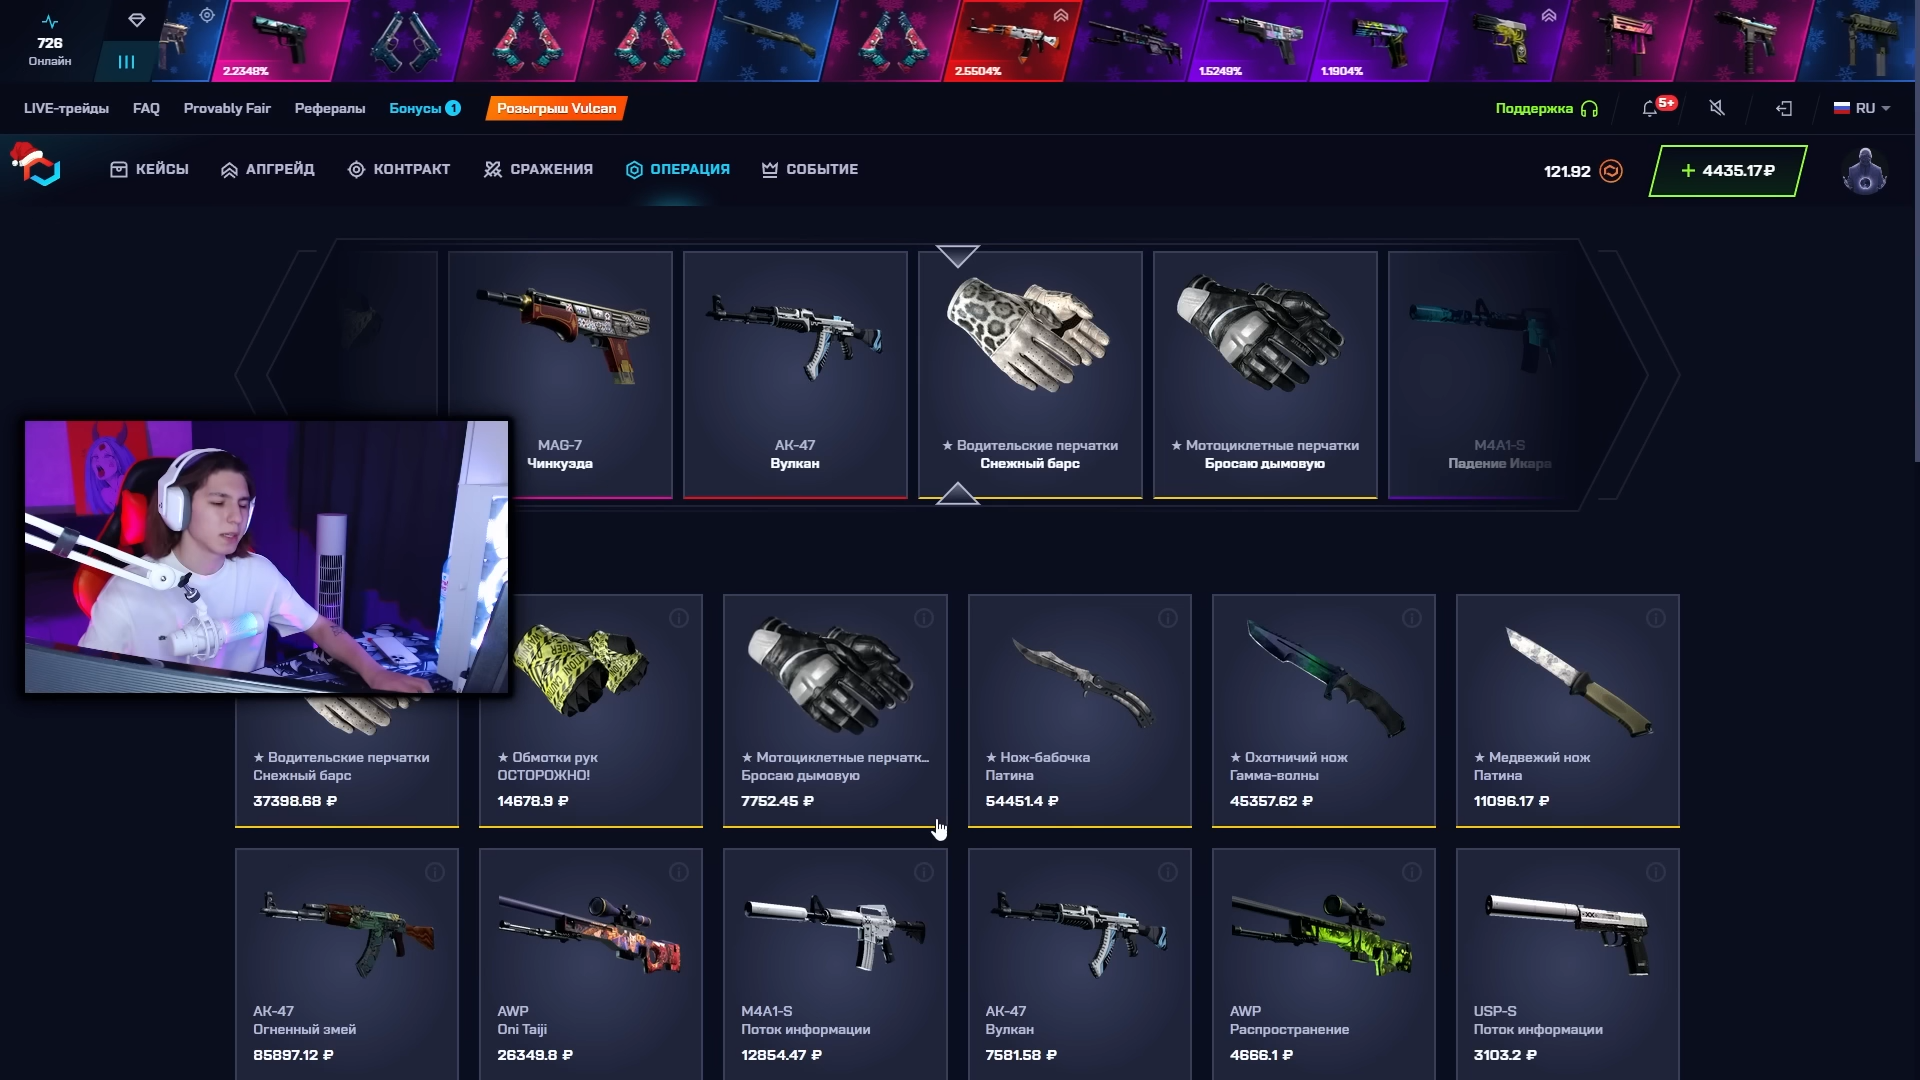 726
Онлайн
2.2348%
2.5504%
1.5249%
1.1904%
LIVE-трейды
FAQ
Provably Fair
Рефералы
Бонусы 1
Розыгрыш Vulcan
Поддержка
5+
RU
КЕЙСЫ
АПГРЕЙД
КОНТРАКТ
СРАЖЕНИЯ
ОПЕРАЦИЯ
СОБЫТИЕ
121.92
+ 4435.17₽
MAG-7
Чинкуэда
AK-47
Вулкан
★ Водительские перчатки
Снежный барс
★ Мотоциклетные перчатки
Бросаю дымовую
M4A1-S
Падение Икара
★ Водительские перчатки
Снежный барс
37398.68 ₽
★ Обмотки рук
ОСТОРОЖНО!
14678.9 ₽
★ Мотоциклетные перчатк...
Бросаю дымовую
7752.45 ₽
★ Нож-бабочка
Патина
54451.4 ₽
★ Охотничий нож
Гамма-волны
45357.62 ₽
★ Медвежий нож
Патина
11096.17 ₽
AK-47
Огненный змей
85897.12 ₽
AWP
Oni Taiji
26349.8 ₽
M4A1-S
Поток информации
12854.47 ₽
AK-47
Вулкан
7581.58 ₽
AWP
Распространение
4666.1 ₽
USP-S
Поток информации
3103.2 ₽